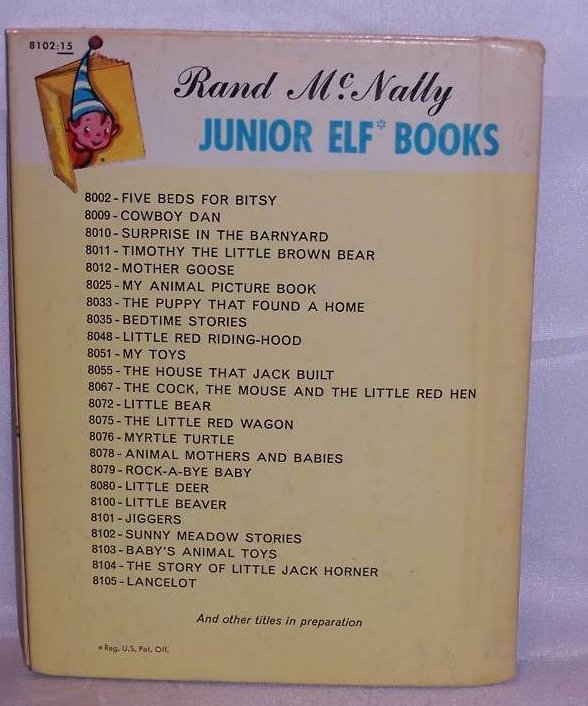 8102:15
Rand McNally
JUNIOR ELF* BOOKS
8002 - FIVE BEDS FOR BITSY
8009 - COWBOY DAN
8010 - SURPRISE IN THE BARNYARD
8011 - TIMOTHY THE LITTLE BROWN BEAR
8012 - MOTHER GOOSE
8025 - MY ANIMAL PICTURE BOOK
8033 - THE PUPPY THAT FOUND A HOME
8035 - BEDTIME STORIES
8048 - LITTLE RED RIDING-HOOD
8051 - MY TOYS
8055 - THE HOUSE THAT JACK BUILT
8067 - THE COCK, THE MOUSE AND THE LITTLE RED HEN
8072 - LITTLE BEAR
8075 - THE LITTLE RED WAGON
8076 - MYRTLE TURTLE
8078 - ANIMAL MOTHERS AND BABIES
8079 - ROCK-A-BYE BABY
8080 - LITTLE DEER
8100 - LITTLE BEAVER
8101 - JIGGERS
8102 - SUNNY MEADOW STORIES
8103 - BABY'S ANIMAL TOYS
8104 - THE STORY OF LITTLE JACK HORNER
8105 - LANCELOT
And other titles in preparation
* Reg. U.S. Pat. Off.